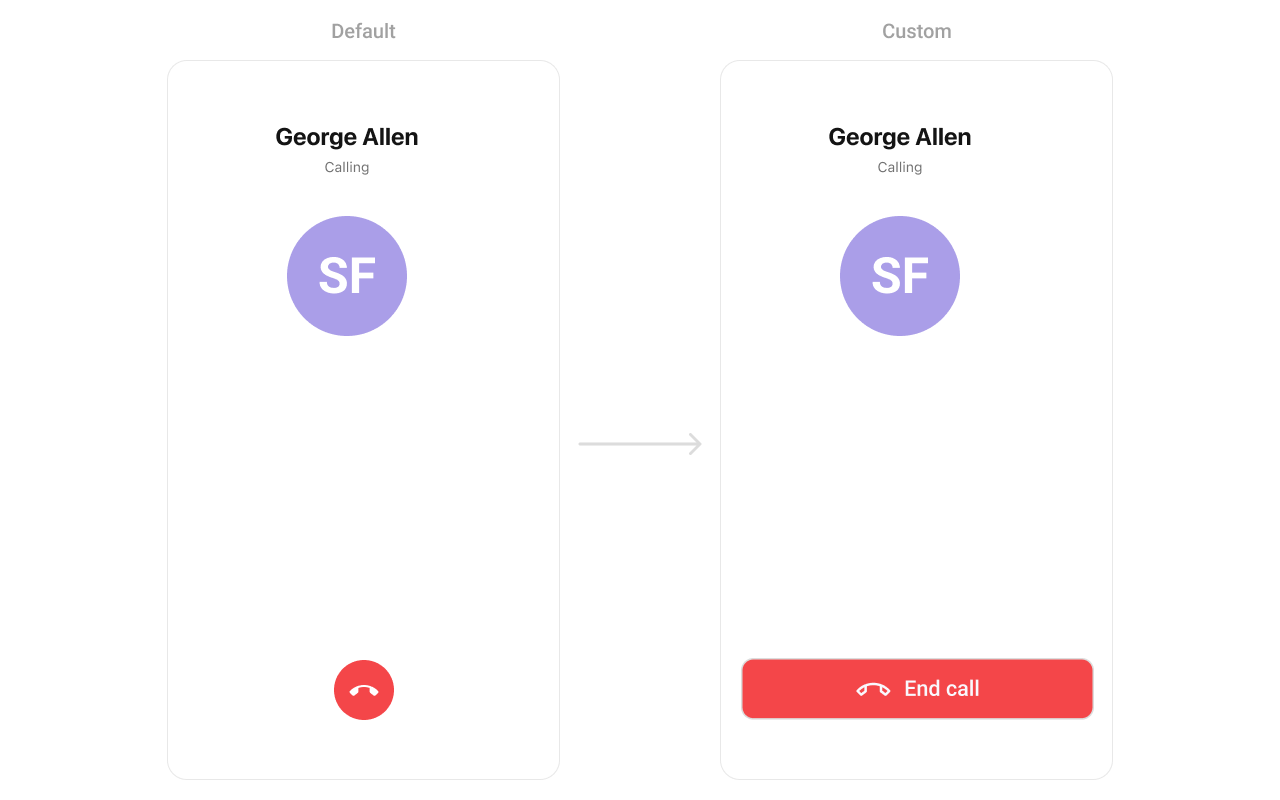 Default
George Allen
Calling
SF
Custom
George Allen
Calling
SF
End call